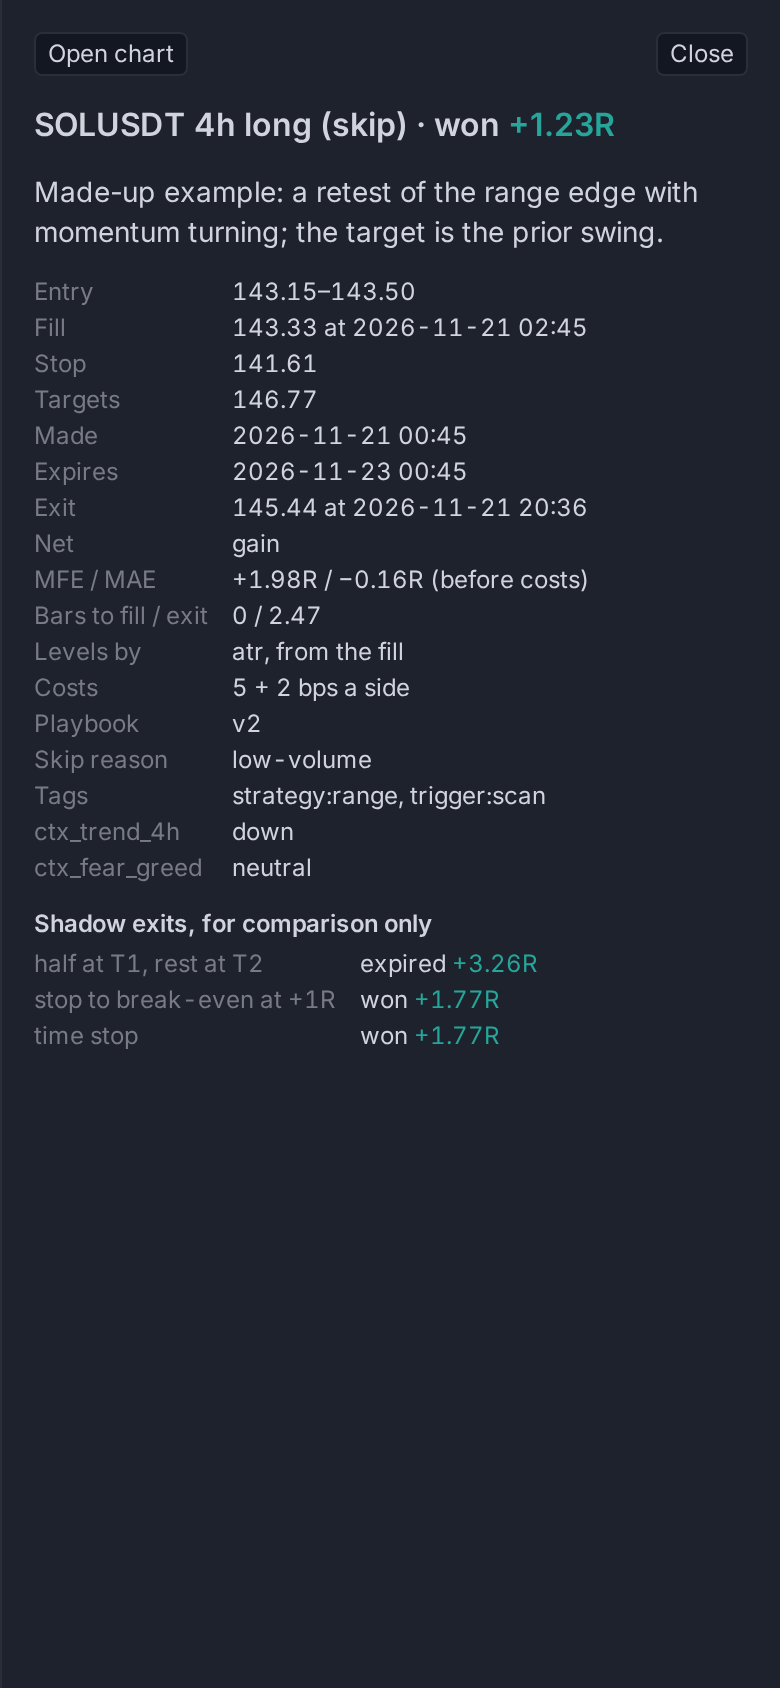 Open chart
Close
SOLUSDT 4h long (skip) · won +1.23R
Made-up example: a retest of the range edge with
momentum turning; the target is the prior swing.
Entry 143.15–143.50
Fill 143.33 at 2026-11-21 02:45
Stop 141.61
Targets 146.77
Made 2026-11-21 00:45
Expires 2026-11-23 00:45
Exit 145.44 at 2026-11-21 20:36
Net gain
MFE / MAE +1.98R / −0.16R (before costs)
Bars to fill / exit 0 / 2.47
Levels by atr, from the fill
Costs 5 + 2 bps a side
Playbook v2
Skip reason low-volume
Tags strategy:range, trigger:scan
ctx_trend_4h down
ctx_fear_greed neutral
Shadow exits, for comparison only
half at T1, rest at T2 expired +3.26R
stop to break-even at +1R won +1.77R
time stop won +1.77R